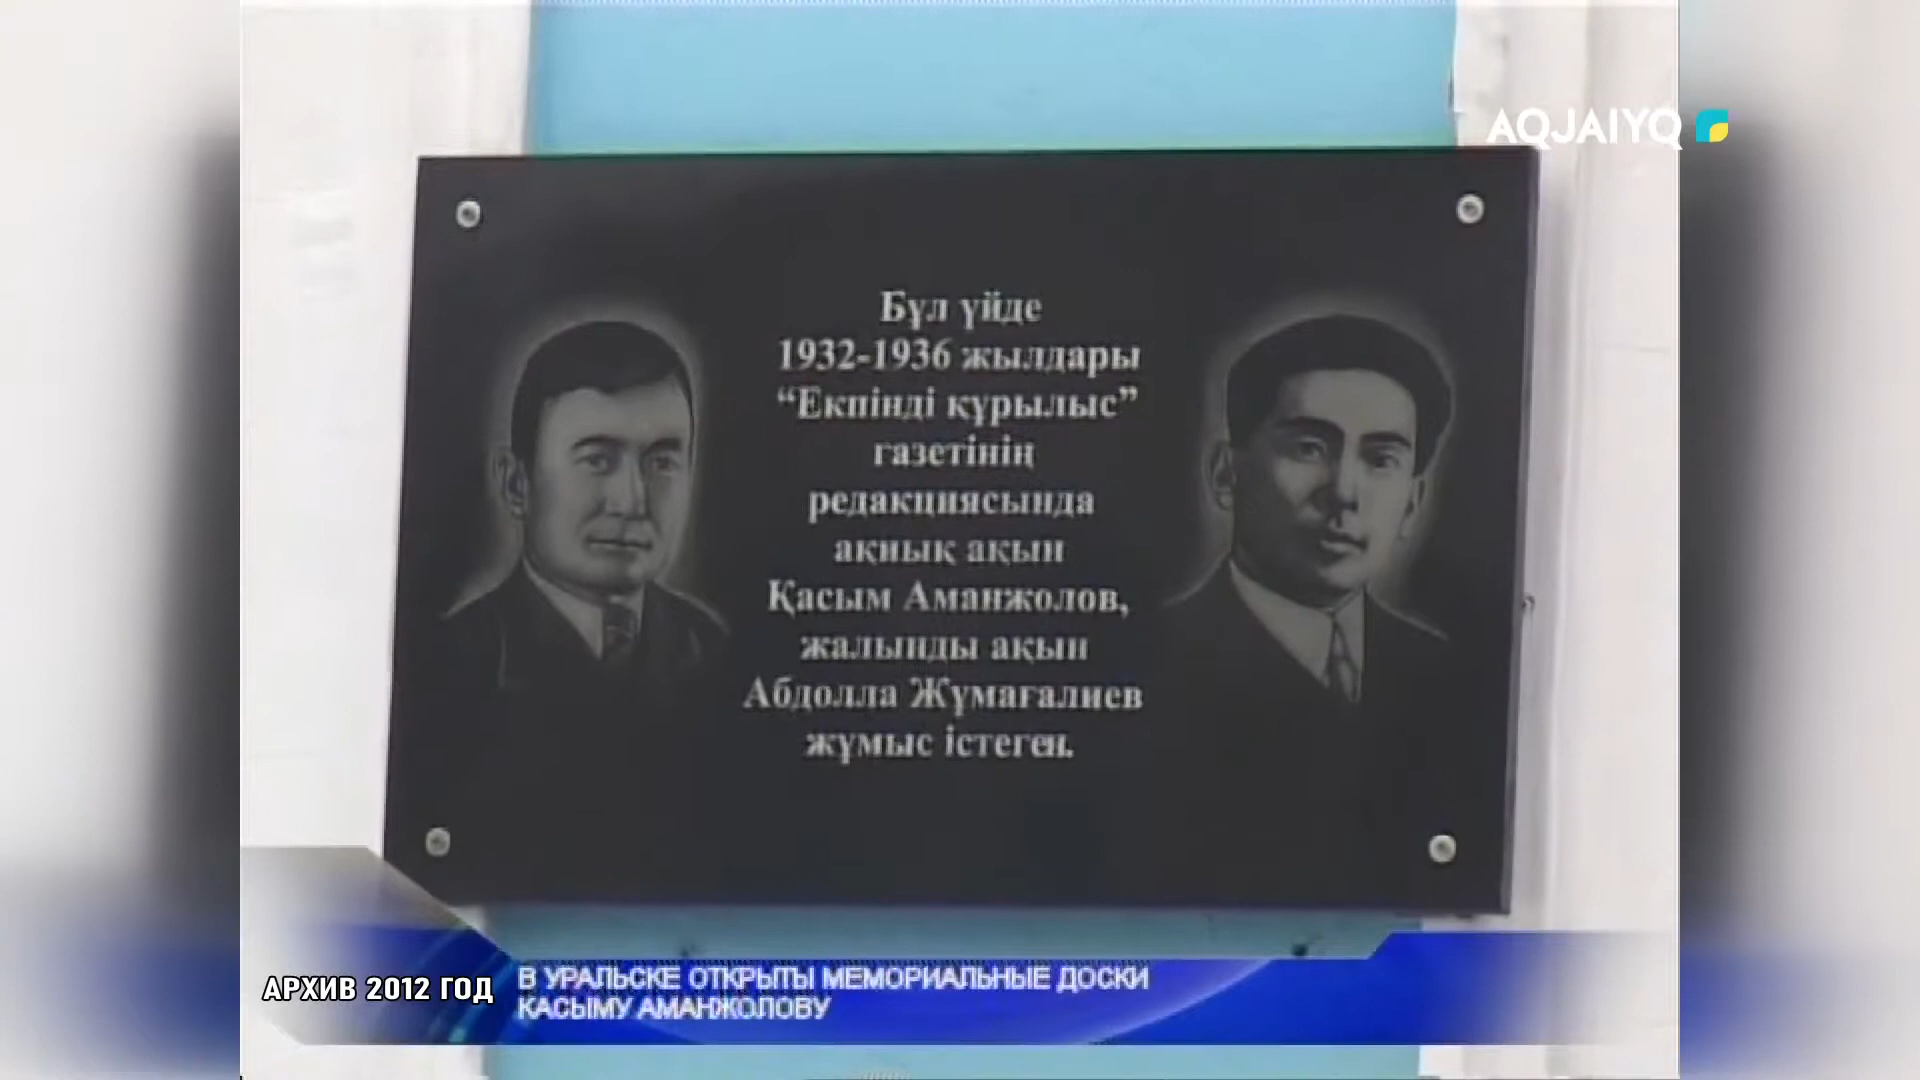 AQJAIYQ
Бұл үйде
1932-1936 жылдары
“Екпінді құрылыс”
газетінің
редакциясында
ақиық ақын
Қасым Аманжолов,
жалынды ақын
Абдолла Жұмағалиев
жұмыс істеген.
АРХИВ 2012 ГОД
В УРАЛЬСКЕ ОТКРЫТЫ МЕМОРИАЛЬНЫЕ ДОСКИ
КАСЫМУ АМАНЖОЛОВУ